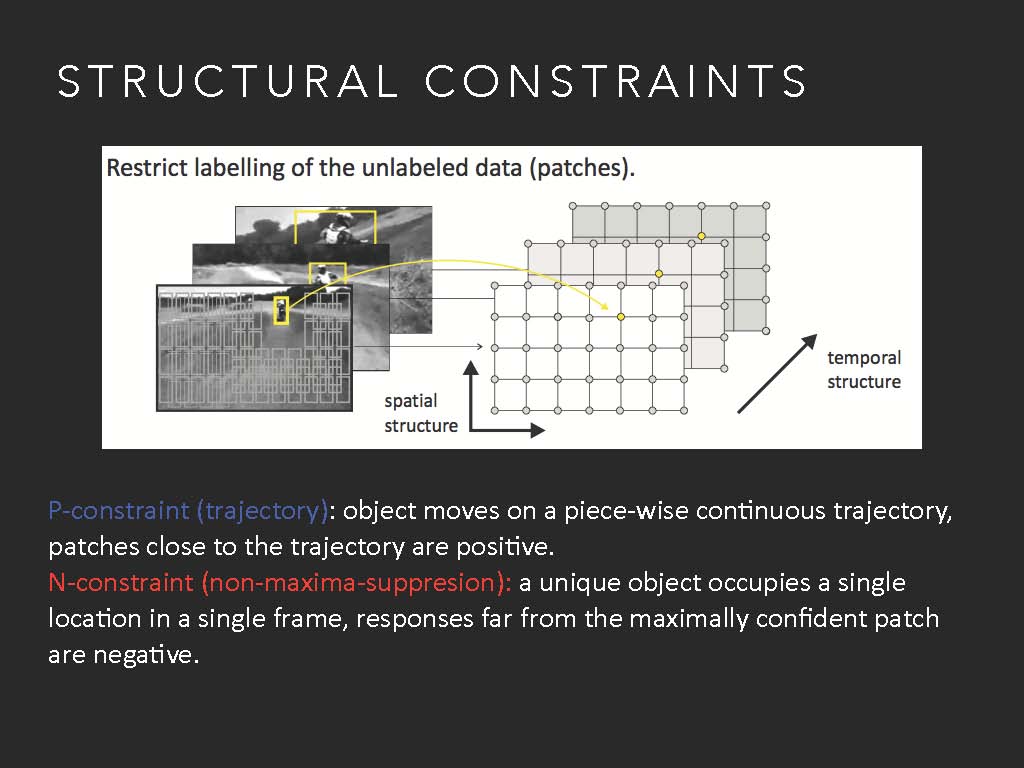 STRUCTURAL CONSTRAINTS
Restrict labelling of the unlabeled data (patches).
temporal
structure
spatial
structure
P-constraint (trajectory): object moves on a piece-wise continuous trajectory,
patches close to the trajectory are positive.
N-constraint (non-maxima-suppresion): a unique object occupies a single
location in a single frame, responses far from the maximally confident patch
are negative.